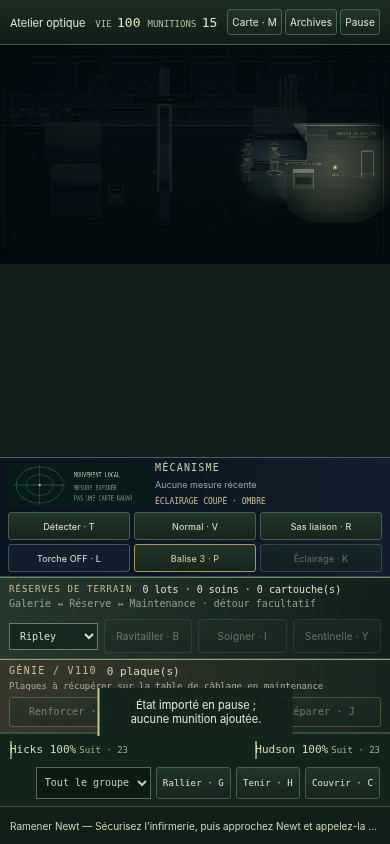 Atelier optique VIE 100 MUNITIONS 15 Carte · M Archives Pause
MOUVEMENT LOCAL
MESURE EXPIRÉE
PAS UNE CARTE RADAR
MÉCANISME
Aucune mesure récente
ÉCLAIRAGE COUPÉ · OMBRE
Détecter · T Normal · V Sas liaison · R
Torche OFF · L Balise 3 · P Éclairage · K
RÉSERVES DE TERRAIN 0 lots · 0 soins · 0 cartouche(s)
Galerie ↔ Réserve ↔ Maintenance · détour facultatif
Ripley Ravitailler · B Soigner · I Sentinelle · Y
GÉNIE / V110 0 plaque(s)
Plaques à récupérer sur la table de câblage en maintenance
Renforcer · éparer · J
État importé en pause ;
aucune munition ajoutée.
Hicks 100% Suit · 23 Hudson 100% Suit · 23
Tout le groupe Rallier · G Tenir · H Couvrir · C
Ramener Newt — Sécurisez l'infirmerie, puis approchez Newt et appelez-la ...